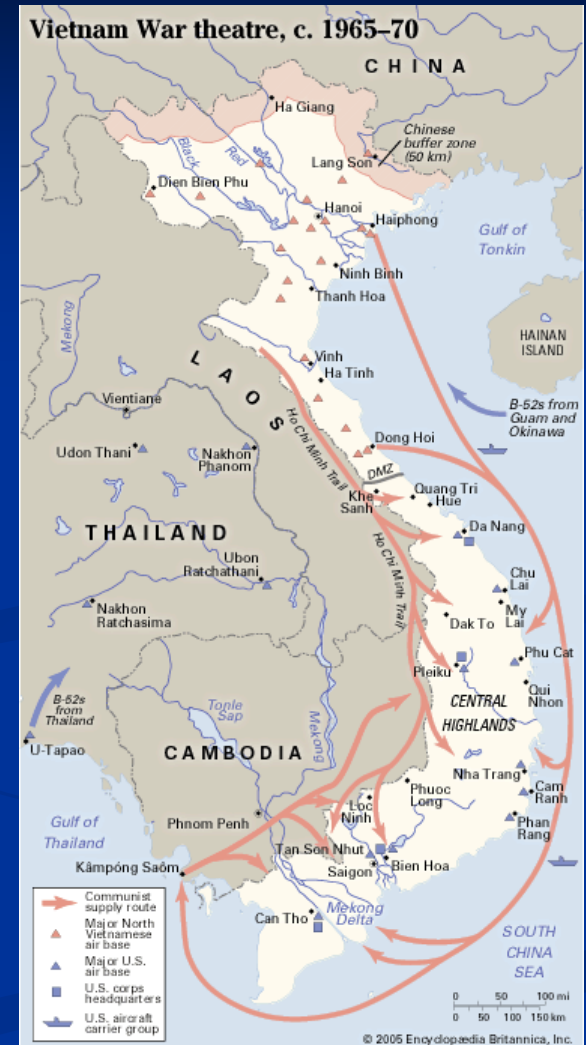 Vietnam War theatre, c. 1965–70
CHINA
Ha Giang
Chinese
buffer zone
(50 km)
Black
Red
Lang Son
Dien Bien Phu
Hanoi
Haiphong
Gulf of
Tonkin
Ninh Binh
Thanh Hoa
Mekong
HAINAN
ISLAND
LAOS
Vinh
Ha Tinh
B-52s from
Guam and
Okinawa
Vientiane
Ho Chi Minh Trail
Udon Thani
Nakhon
Phanom
Dong Hoi
DMZ
Khe
Sanh
Quang Tri
Hue
THAILAND
Da Nang
Ubon
Ratchathani
Ho Chi Minh Trail
Chu
Lai
Nakhon
Ratchasima
My
Lai
Dak To
Phu Cat
Pleiku
B-52s
from
Thailand
Qui
Nhon
Tonle
Sap
Mekong
CENTRAL
HIGHLANDS
U-Tapao
CAMBODIA
Nha Trang
Cam
Ranh
Phuoc
Long
Loc
Ninh
Phan
Rang
Gulf of
Thailand
Phnom Penh
Tan Son Nhut
Saigon
Bien Hoa
Kâmpóng Saôm
Can Tho
Mekong
Delta
SOUTH
CHINA
SEA
Communist
supply route
Major North
Vietnamese
air base
Major U.S.
air base
U.S. corps
headquarters
U.S. aircraft
carrier group
0 50 100 mi
0 50 100 150 km
© 2005 Encyclopædia Britannica, Inc.